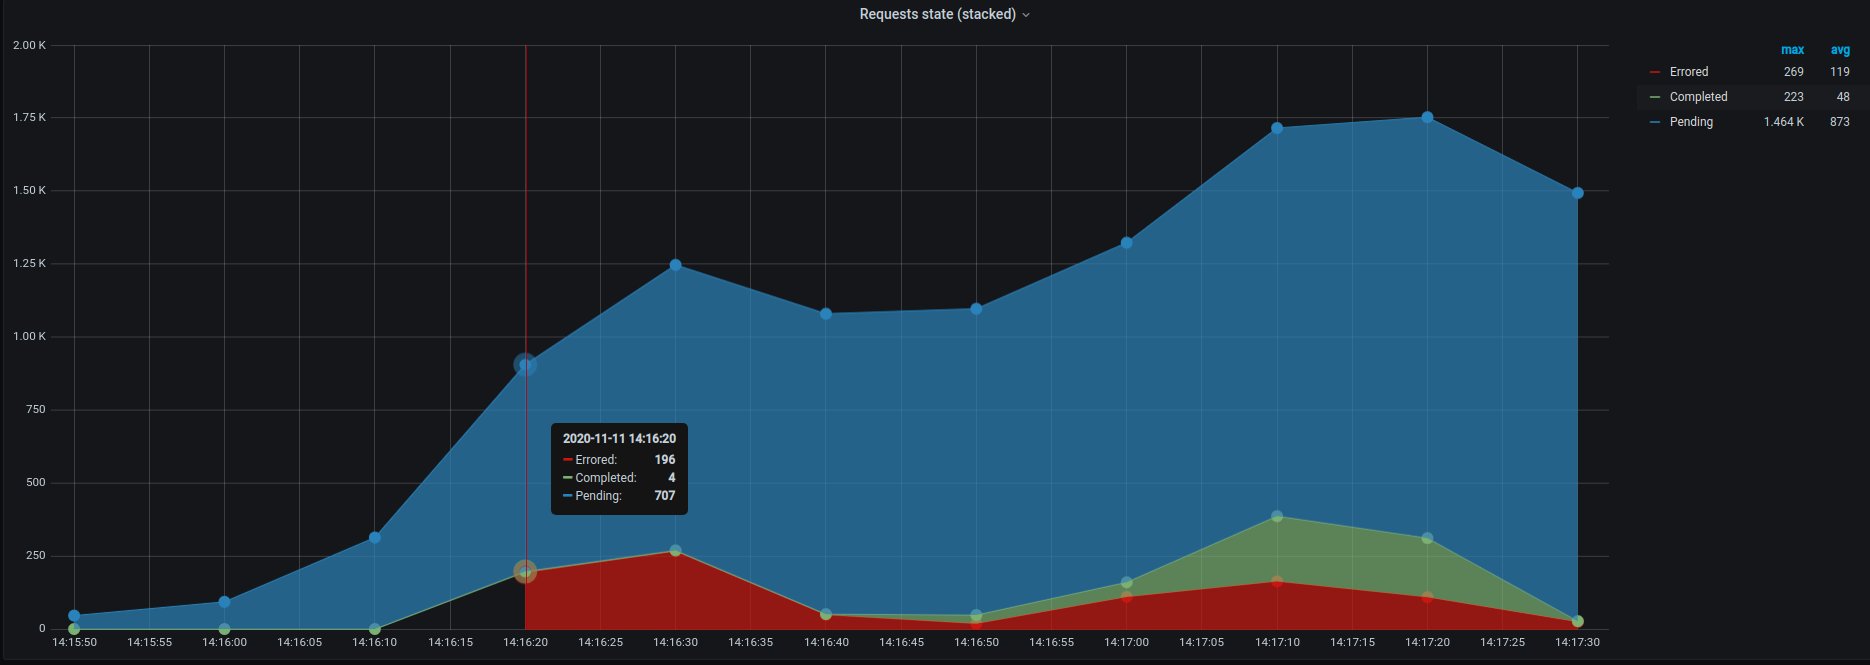 Requests state (stacked)
2.00 K
1.75 K
1.50 K
1.25 K
1.00 K
750
500
250
0
14:15:50 14:15:55 14:16:00 14:16:05 14:16:10 14:16:15 14:16:20 14:16:25 14:16:30 14:16:35 14:16:40 14:16:45 14:16:50 14:16:55 14:17:00 14:17:05 14:17:10 14:17:15 14:17:20 14:17:25 14:17:30
2020-11-11 14:16:20
Errored: 196
Completed: 4
Pending: 707
max avg
Errored 269 119
Completed 223 48
Pending 1.464 K 873